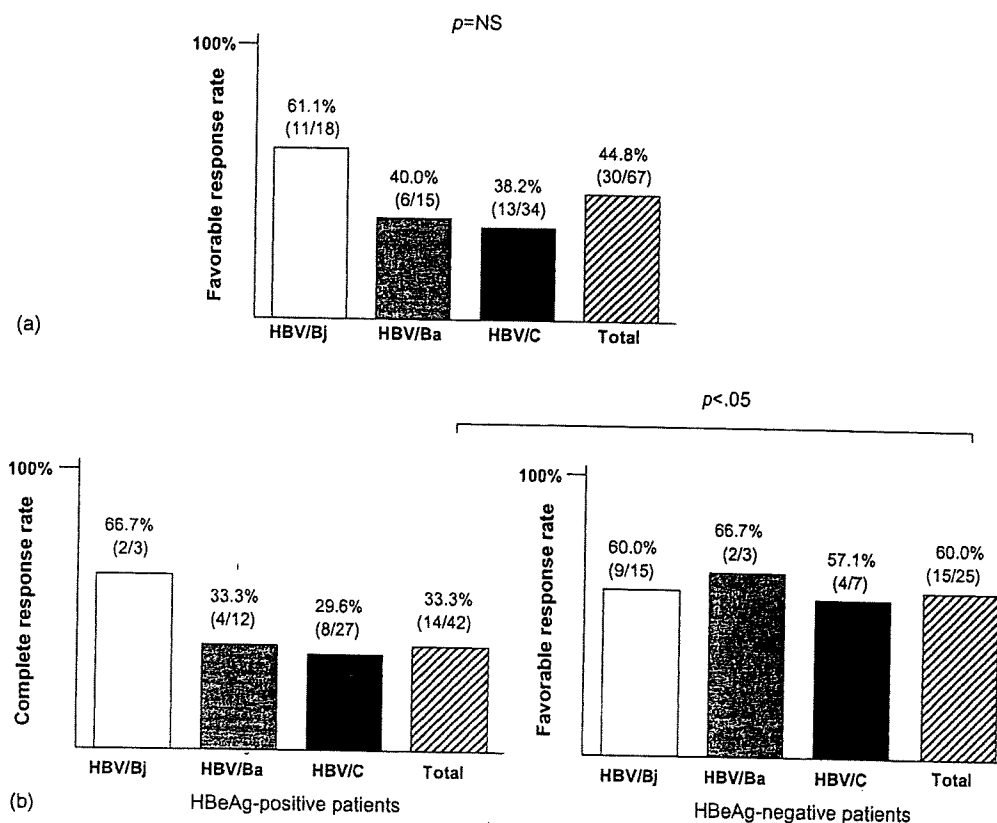 p=NS
100%
Favorable response rate
61.1%
(11/18)
40.0%
(6/15)
38.2%
(13/34)
44.8%
(30/67)
HBV/Bj HBV/Ba HBV/C Total
(a)
p<.05
100%
Complete response rate
66.7%
(2/3)
33.3%
(4/12)
29.6%
(8/27)
33.3%
(14/42)
HBV/Bj HBV/Ba HBV/C Total
HBeAg-positive patients
100%
Favorable response rate
60.0%
(9/15)
66.7%
(2/3)
57.1%
(4/7)
60.0%
(15/25)
HBV/Bj HBV/Ba HBV/C Total
HBeAg-negative patients
(b)